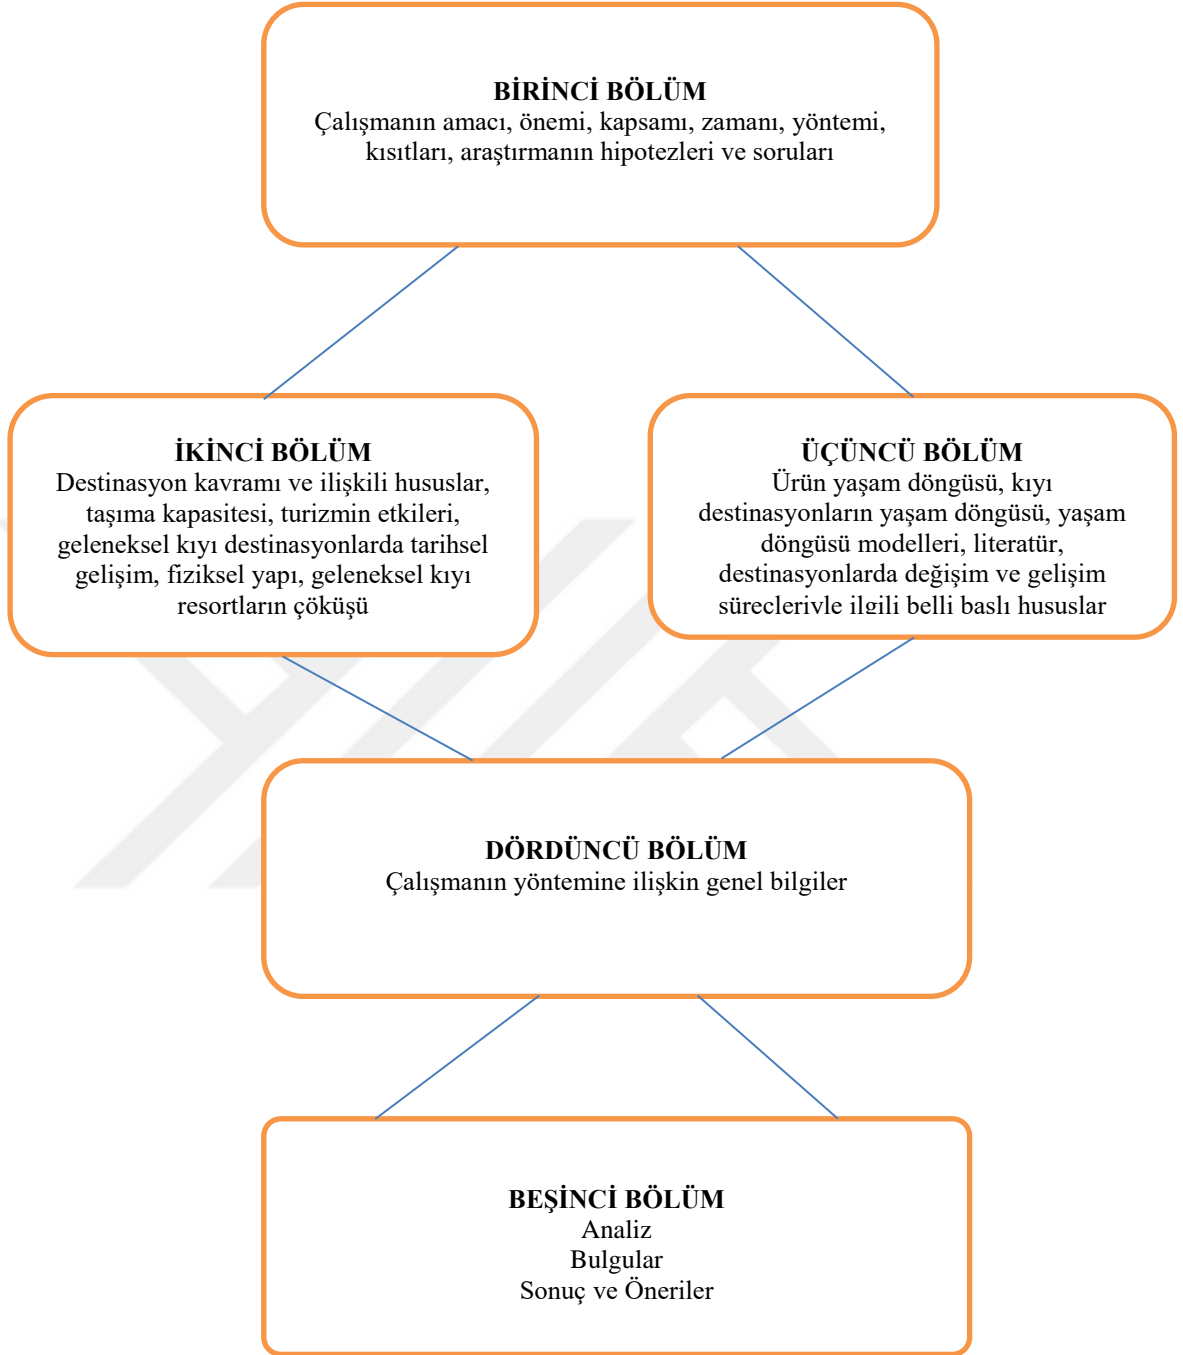 BİRİNCİ BÖLÜM
Çalışmanın amacı, önemi, kapsamı, zamanı, yöntemi,
kısıtları, araştırmanın hipotezleri ve soruları
İKİNCİ BÖLÜM
Destinasyon kavramı ve ilişkili hususlar,
taşıma kapasitesi, turizmin etkileri,
geleneksel kıyı destinasyonlarda tarihsel
gelişim, fiziksel yapı, geleneksel kıyı
resortların çöküşü
ÜÇÜNCÜ BÖLÜM
Ürün yaşam döngüsü, kıyı
destinasyonların yaşam döngüsü, yaşam
döngüsü modelleri, literatür,
destinasyonlarda değişim ve gelişim
süreçleriyle ilgili belli başlı hususlar
DÖRDÜNCÜ BÖLÜM
Çalışmanın yöntemine ilişkin genel bilgiler
BEŞİNCİ BÖLÜM
Analiz
Bulgular
Sonuç ve Öneriler